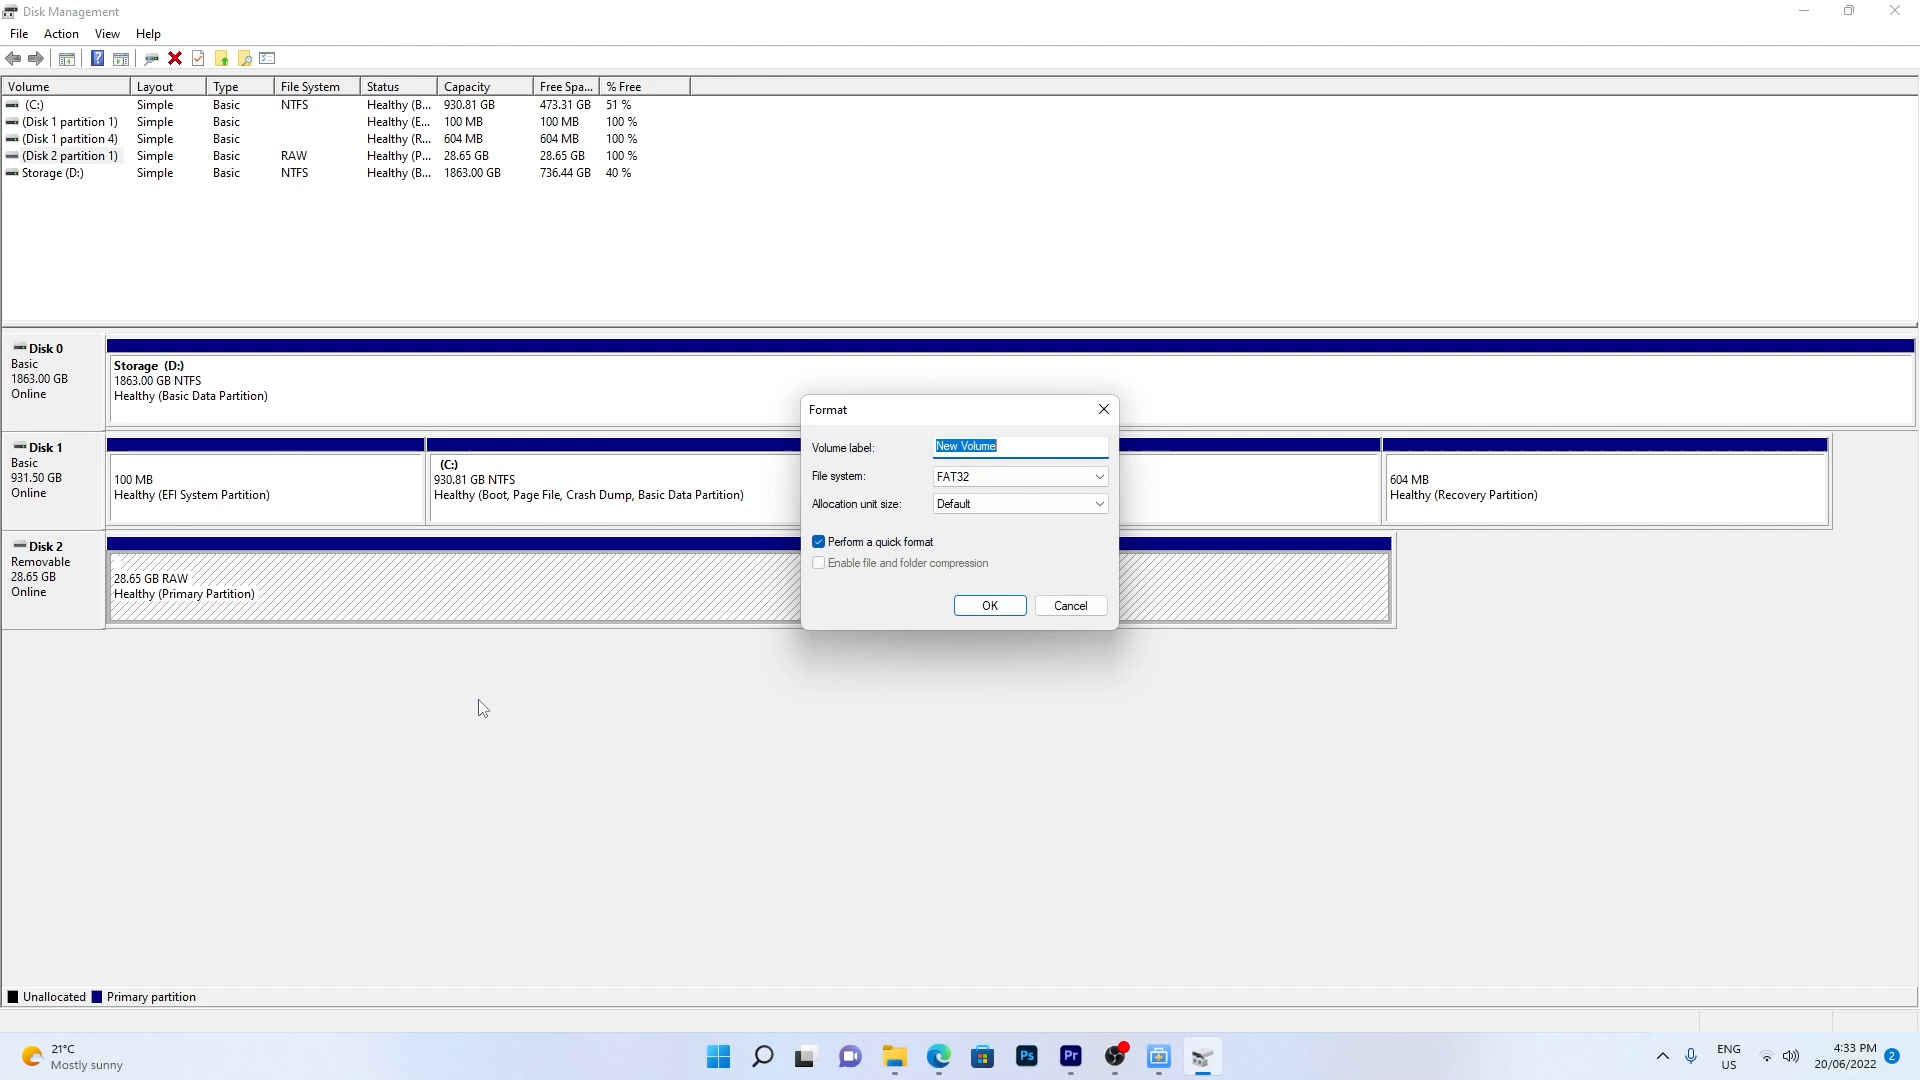 Disk Management
File Action View Help
Volume Layout Type File System Status Capacity Free Spa... % Free
(C:) Simple Basic NTFS Healthy (B... 930.81 GB 473.31 GB 51 %
(Disk 1 partition 1) Simple Basic Healthy (E... 100 MB 100 MB 100 %
(Disk 1 partition 4) Simple Basic Healthy (R... 604 MB 604 MB 100 %
(Disk 2 partition 1) Simple Basic RAW Healthy (P... 28.65 GB 28.65 GB 100 %
Storage (D:) Simple Basic NTFS Healthy (B... 1863.00 GB 736.44 GB 40 %
Disk 0
Basic
1863.00 GB
Online
Storage (D:)
1863.00 GB NTFS
Healthy (Basic Data Partition)
Disk 1
Basic
931.50 GB
Online
100 MB
Healthy (EFI System Partition)
(C:)
930.81 GB NTFS
Healthy (Boot, Page File, Crash Dump, Basic Data Partition)
604 MB
Healthy (Recovery Partition)
Disk 2
Removable
28.65 GB
Online
28.65 GB RAW
Healthy (Primary Partition)
Format
Volume label: New Volume
File system: FAT32
Allocation unit size: Default
Perform a quick format
Enable file and folder compression
OK Cancel
Unallocated Primary partition
21°C
Mostly sunny
Ps
Pr
ENG
US
4:33 PM
20/06/2022
2